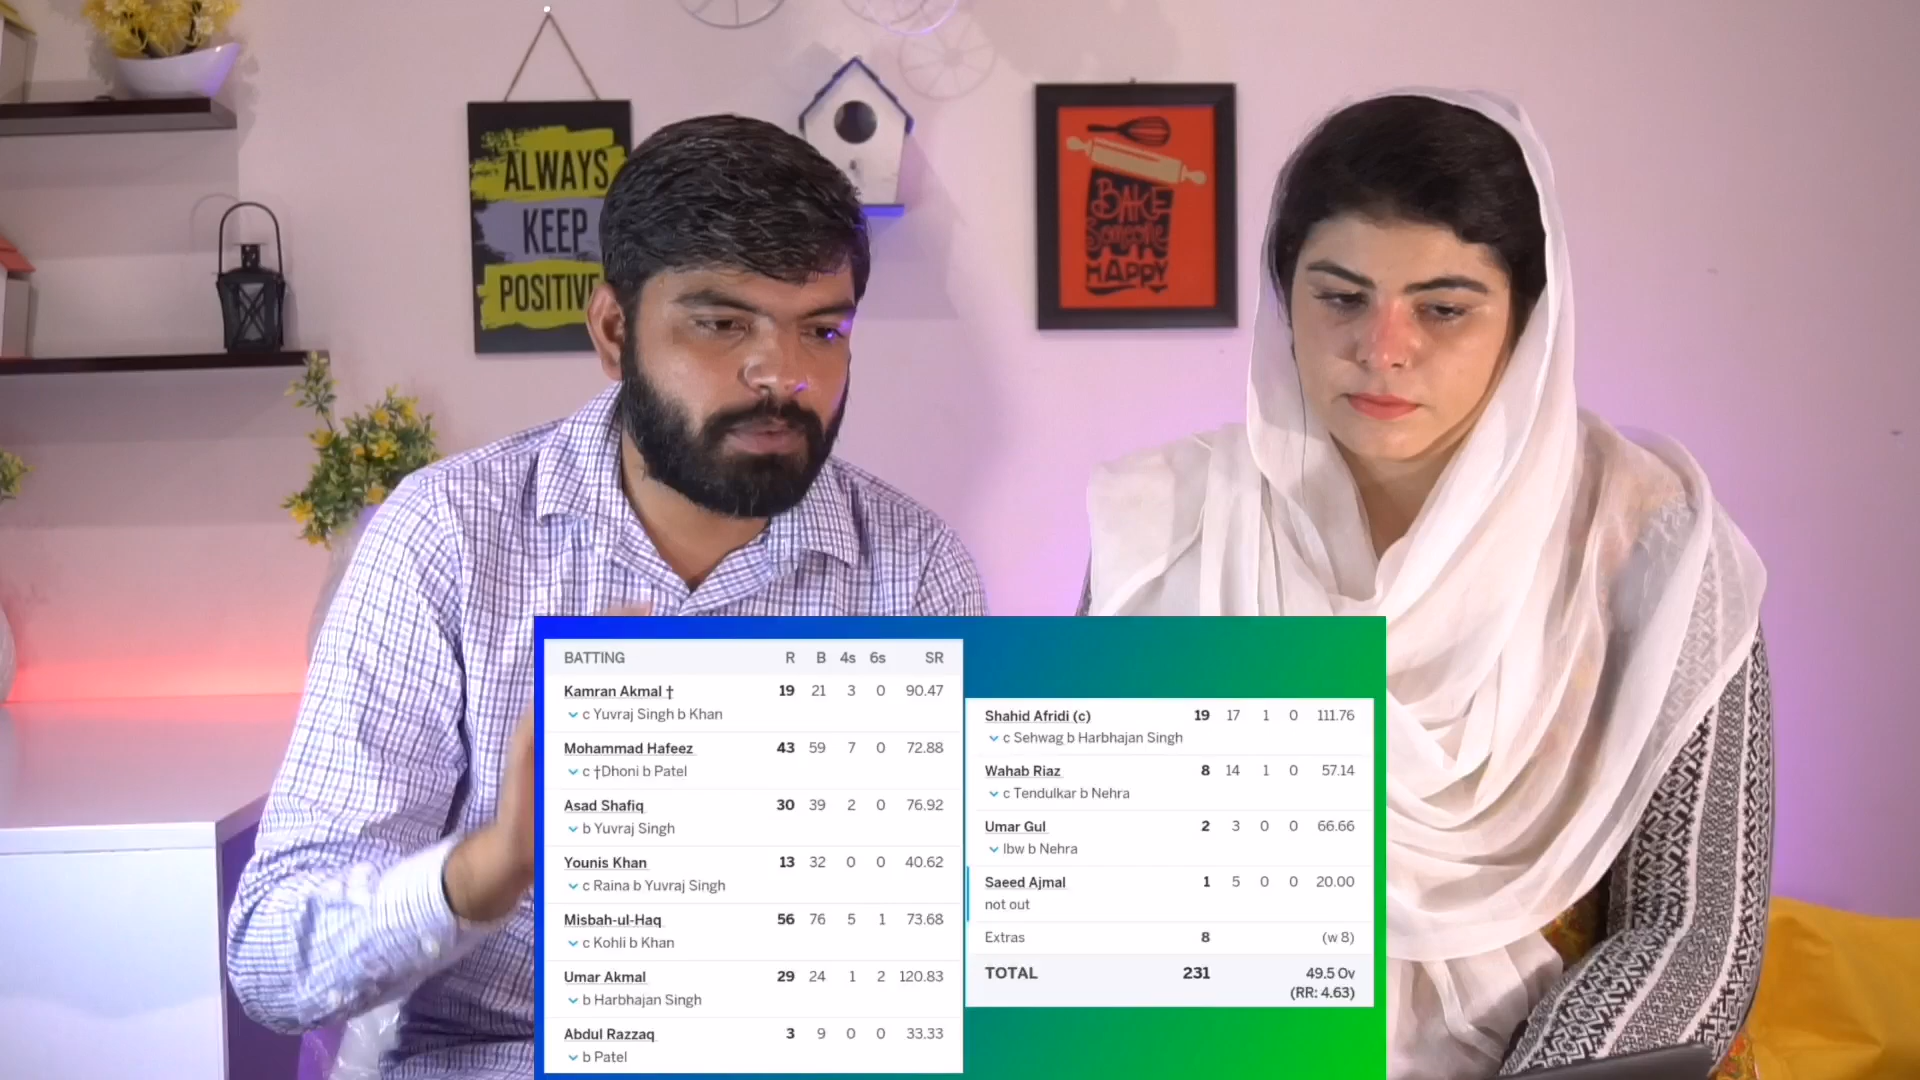 ALWAYS
KEEP
POSITIVE
BAKE
Someone
HAPPY
BATTING R B 4s 6s SR
Kamran Akmal † 19 21 3 0 90.47
c Yuvraj Singh b Khan
Mohammad Hafeez 43 59 7 0 72.88
c †Dhoni b Patel
Asad Shafiq 30 39 2 0 76.92
b Yuvraj Singh
Younis Khan 13 32 0 0 40.62
c Raina b Yuvraj Singh
Misbah-ul-Haq 56 76 5 1 73.68
c Kohli b Khan
Umar Akmal 29 24 1 2 120.83
b Harbhajan Singh
Abdul Razzaq 3 9 0 0 33.33
b Patel
Shahid Afridi (c) 19 17 1 0 111.76
c Sehwag b Harbhajan Singh
Wahab Riaz 8 14 1 0 57.14
c Tendulkar b Nehra
Umar Gul 2 3 0 0 66.66
lbw b Nehra
Saeed Ajmal 1 5 0 0 20.00
not out
Extras 8 (w 8)
TOTAL 231 49.5 Ov
(RR: 4.63)